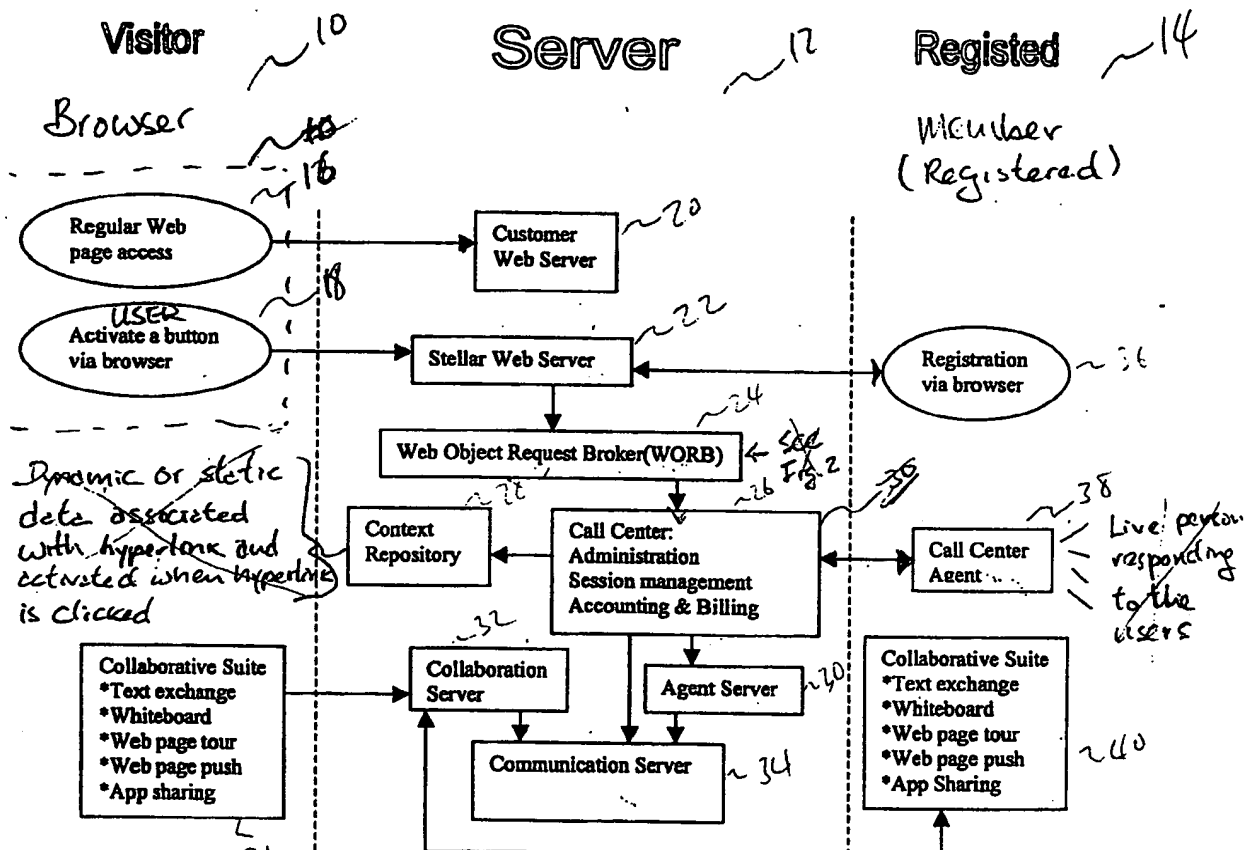 Visitor
10
Server
12
Registed
14
Browser
Member
(Registered)
10
16
Regular Web
page access
Customer
Web Server
20
18
USER
Activate a button
via browser
22
Stellar Web Server
Registration
via browser
36
24
Web Object Request Broker(WORB)
see
Fig. 2
Dynamic or static
data associated
with hyperlink and
activated when hyperlink
is clicked
Context
Repository
26
Call Center:
Administration
Session management
Accounting & Billing
30
38
Call Center
Agent
Live person
responding
to the
users
32
Collaborative Suite
*Text exchange
*Whiteboard
*Web page tour
*Web page push
*App sharing
Collaboration
Server
Agent Server
30
Communication Server
34
Collaborative Suite
*Text exchange
*Whiteboard
*Web page tour
*Web page push
*App Sharing
40